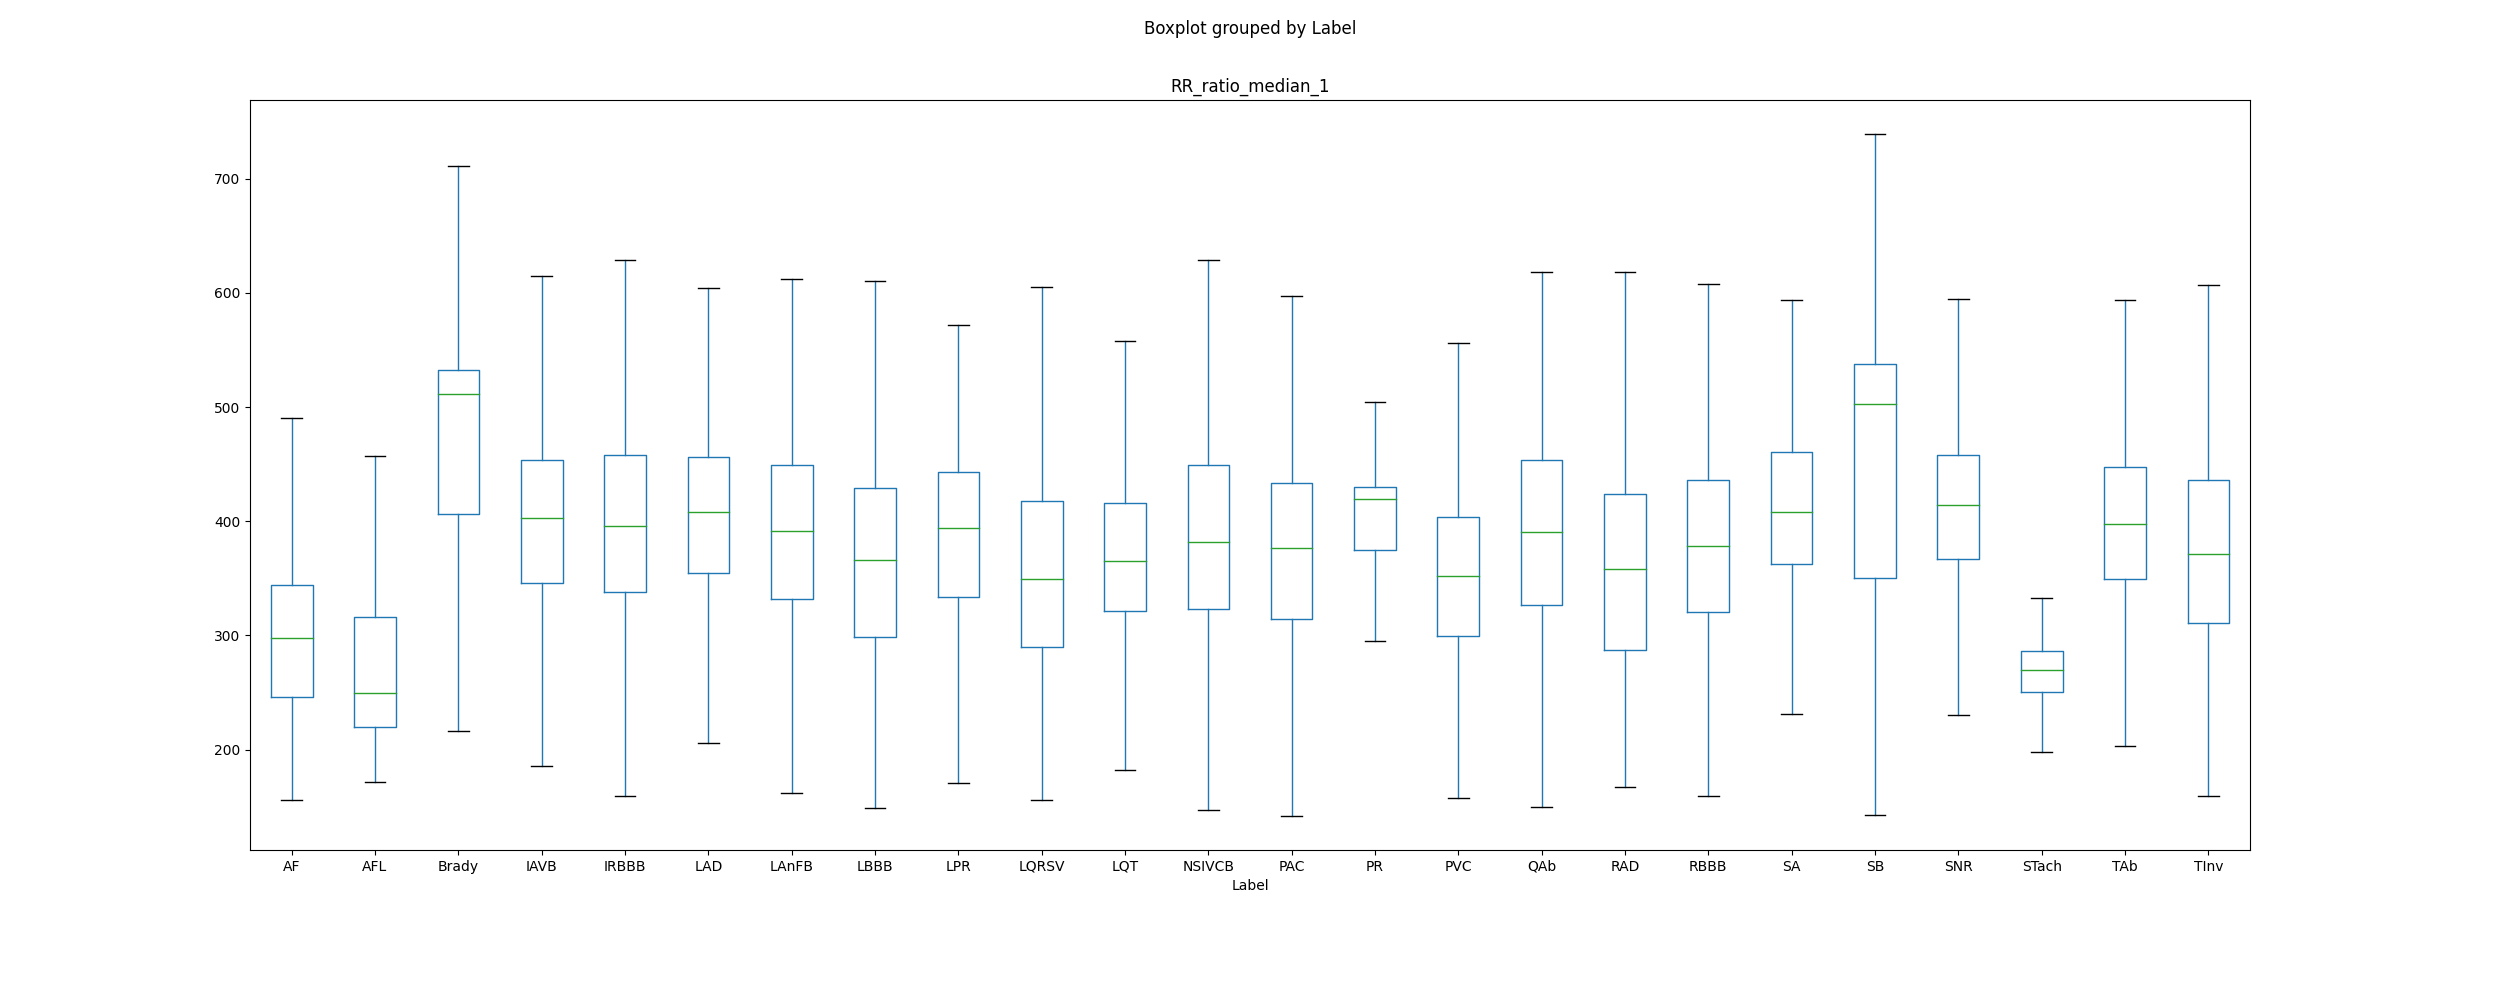 Boxplot grouped by Label
RR_ratio_median_1
700
600
500
400
300
200
AF AFL Brady IAVB IRBBB LAD LAnFB LBBB LPR LQRSV LQT NSIVCB PAC PR PVC QAb RAD RBBB SA SB SNR STach TAb TInv
Label